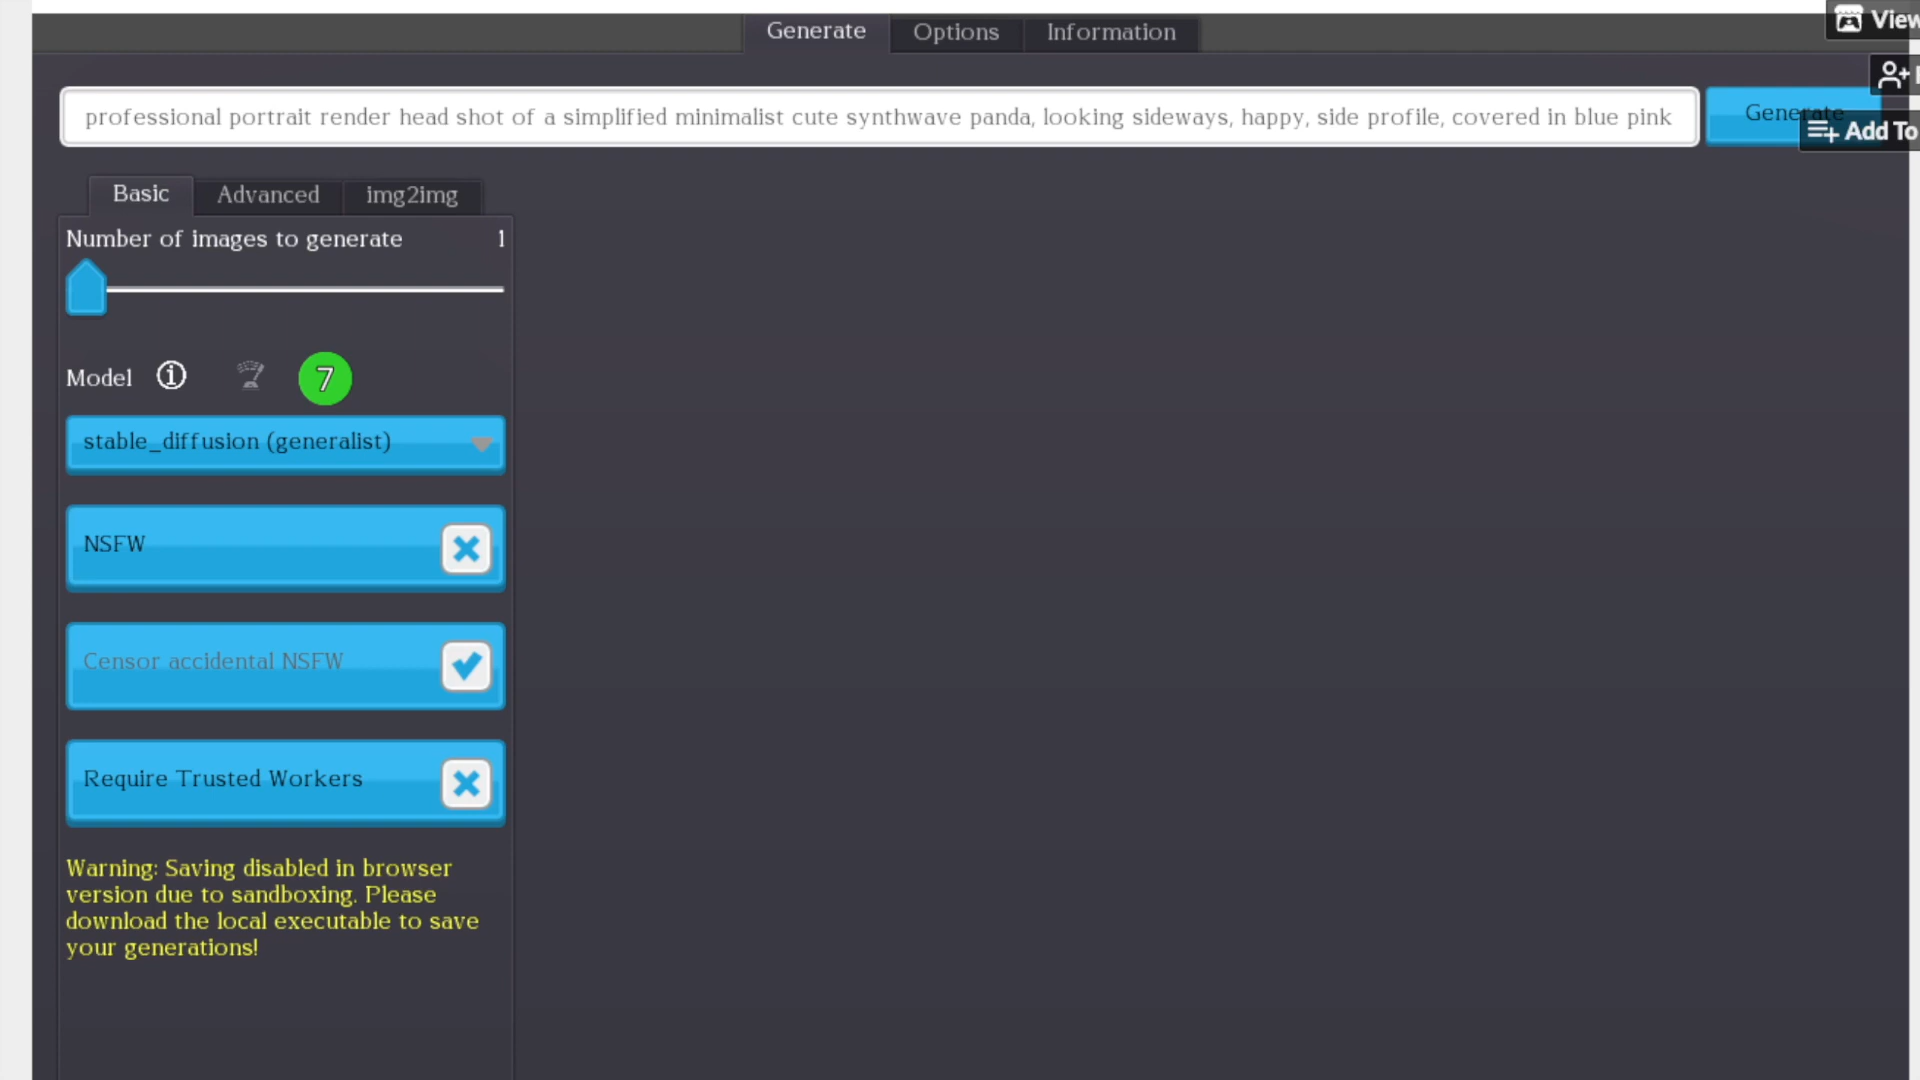 Generate
Options
Information
View
professional portrait render head shot of a simplified minimalist cute synthwave panda, looking sideways, happy, side profile, covered in blue pink
Generate
Add To
Basic
Advanced
img2img
Number of images to generate 1
Model
7
stable_diffusion (generalist)
NSFW
Censor accidental NSFW
Require Trusted Workers
Warning: Saving disabled in browser
version due to sandboxing. Please
download the local executable to save
your generations!